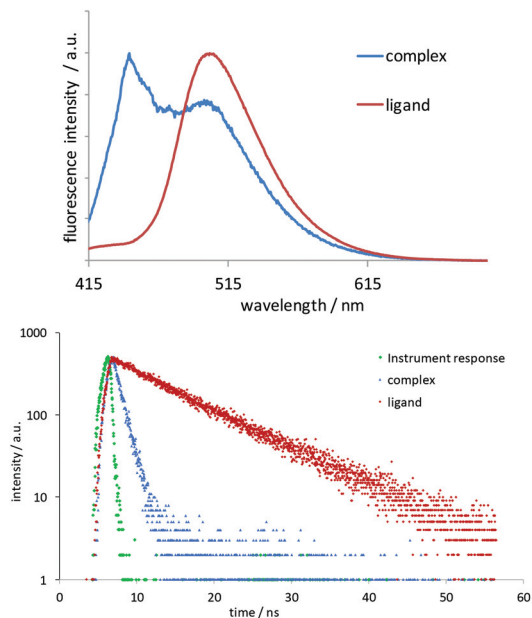 fluorescence intensity / a.u.
complex
ligand
415
515
615
wavelength / nm
1000
100
10
1
intensity / a.u.
Instrument response
complex
ligand
0
10
20
30
40
50
60
time / ns